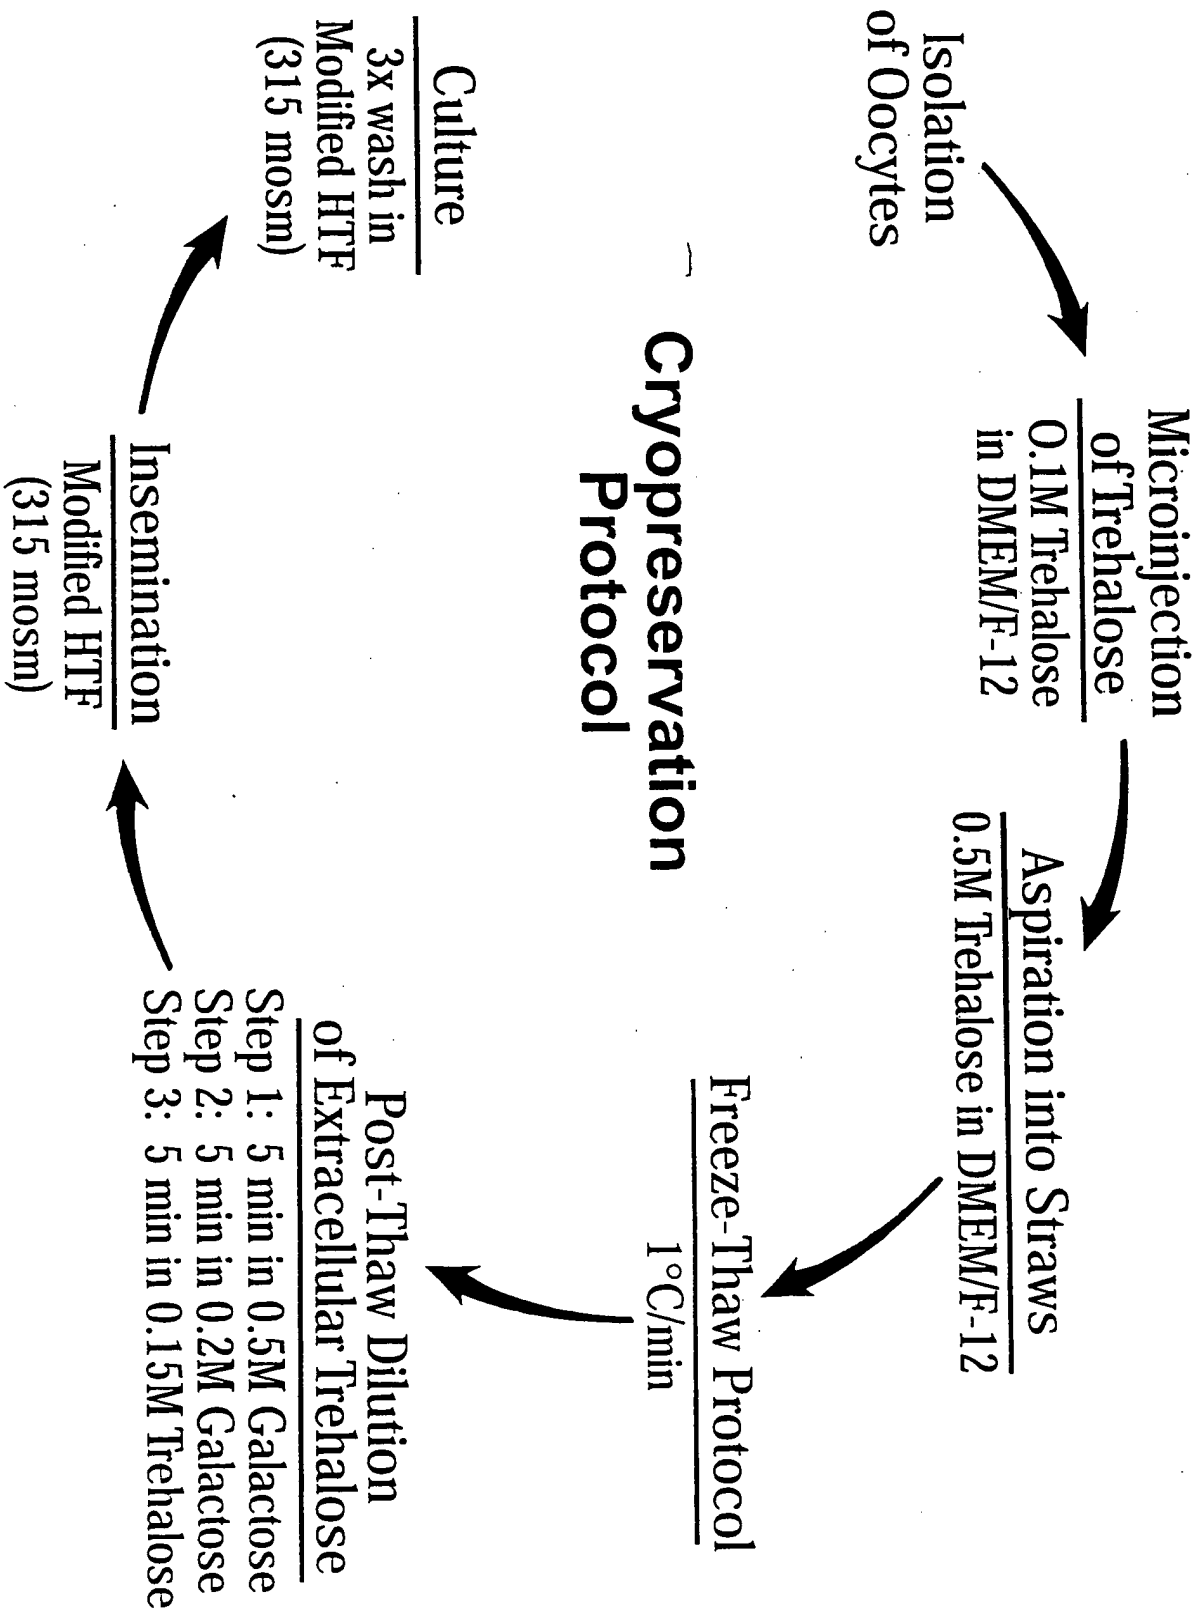 Isolation
of Oocytes
Microinjection
of Trehalose
0.1M Trehalose
in DMEM/F-12
Aspiration into Straws
0.5M Trehalose in DMEM/F-12
Freeze-Thaw Protocol
1°C/min
Post-Thaw Dilution
of Extracellular Trehalose
Step 1: 5 min in 0.5M Galactose
Step 2: 5 min in 0.2M Galactose
Step 3: 5 min in 0.15M Trehalose
Insemination
Modified HTF
(315 mosm)
Culture
3x wash in
Modified HTF
(315 mosm)
Cryopreservation
Protocol